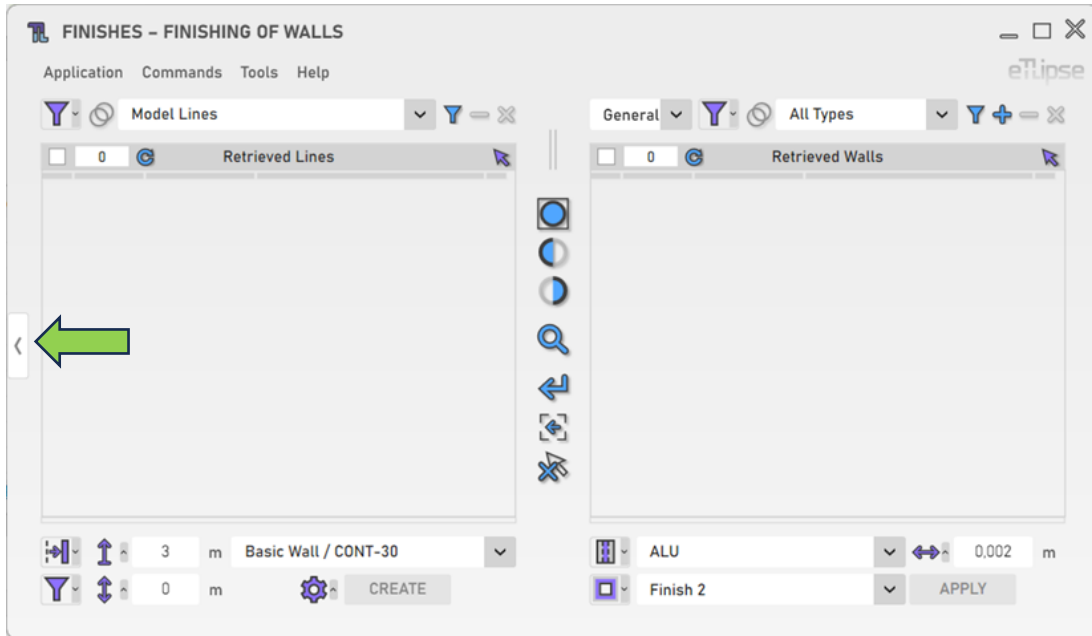 FINISHES – FINISHING OF WALLS
Application Commands Tools Help
eTLipse
Model Lines
General All Types
0 Retrieved Lines
0 Retrieved Walls
3 m Basic Wall / CONT-30
ALU 0,002 m
0 m CREATE
Finish 2 APPLY